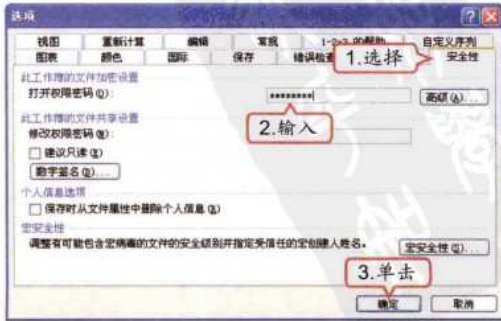 选项
视图 重新计算 编辑 常规 1-2-3 的帮助 自定义序列
图表 颜色 国际 保存 错误检查 安全性
1.选择
此工作簿的文件加密设置
打开权限密码(O): ******** 高级(A)...
2.输入
此工作簿的文件共享设置
修改权限密码(M):
建议只读(R)
数字签名(D)...
个人信息选项
保存时从文件属性中删除个人信息(R)
宏安全性
调整有可能包含宏病毒的文件的安全级别并指定受信任的宏创建人姓名。 宏安全性(S)...
3.单击
确定 取消